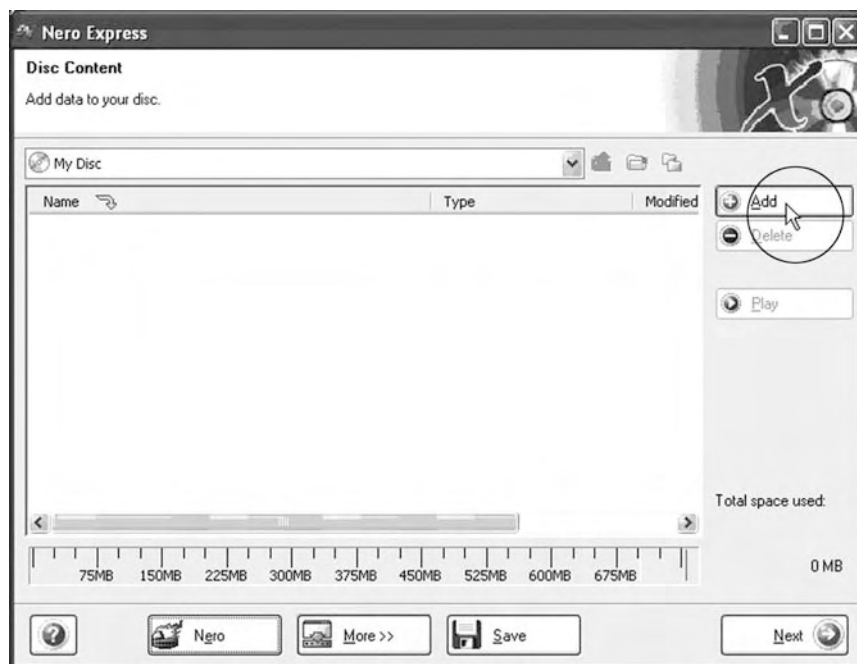 Nero Express
Disc Content
Add data to your disc.
My Disc
Name Type Modified
Add
Delete
Play
Total space used:
0 MB
75MB 150MB 225MB 300MB 375MB 450MB 525MB 600MB 675MB
Nero More >> Save Next